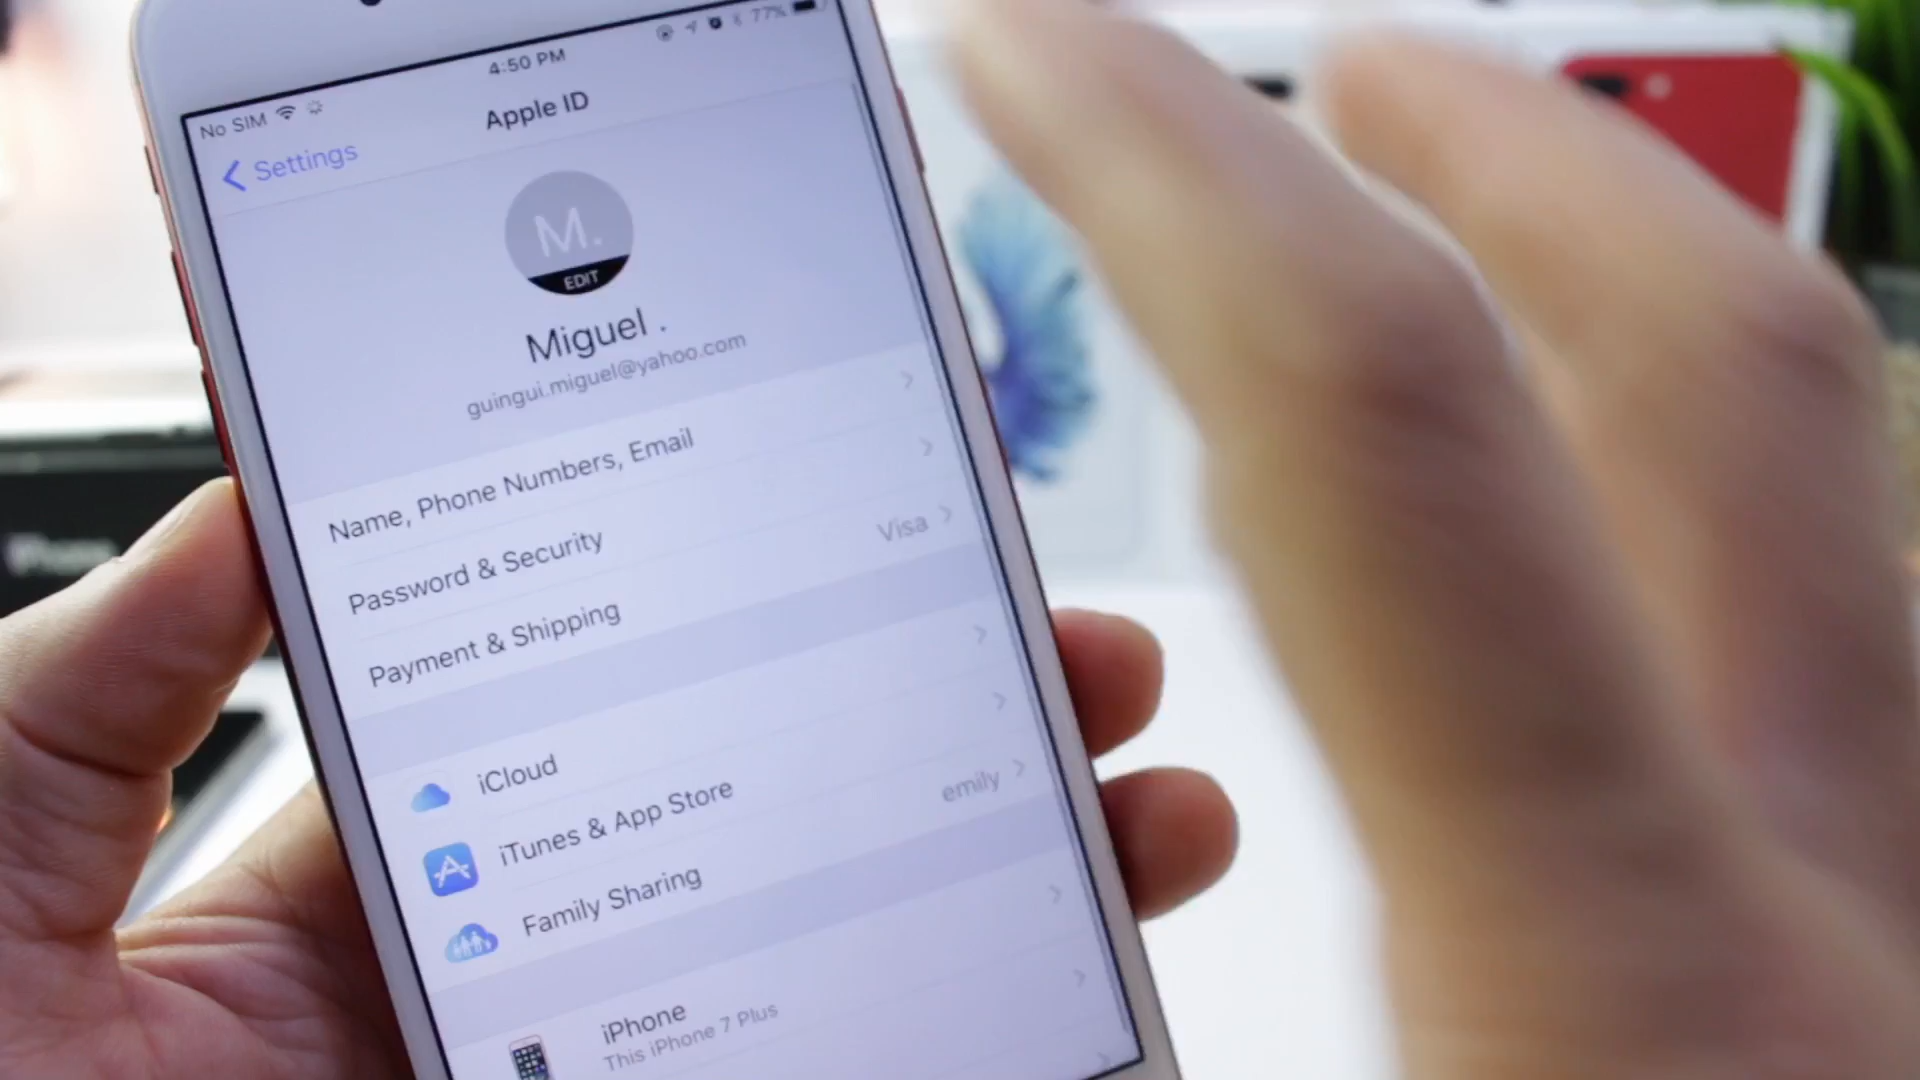 4:50 PM
77%
No SIM
Settings
Apple ID
M.
EDIT
Miguel .
guingui.miguel@yahoo.com
Name, Phone Numbers, Email
Password & Security
Payment & Shipping
Visa
iCloud
iTunes & App Store
Family Sharing
emily
iPhone
This iPhone 7 Plus